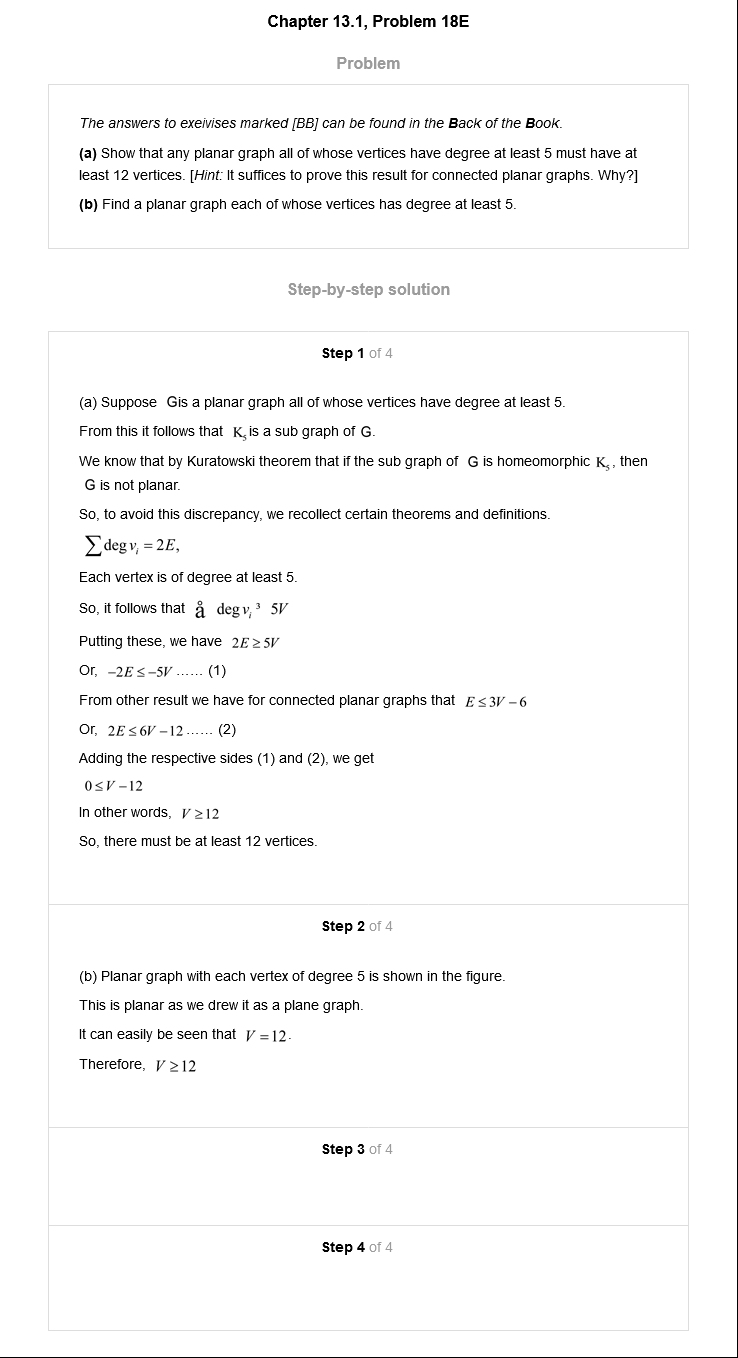 Chapter 13.1, Problem 18E
Problem
The answers to exeivises marked [BB] can be found in the Back of the Book.
(a) Show that any planar graph all of whose vertices have degree at least 5 must have at
least 12 vertices. [Hint: It suffices to prove this result for connected planar graphs. Why?]
(b) Find a planar graph each of whose vertices has degree at least 5.
Step-by-step solution
Step 1 of 4
(a) Suppose Gis a planar graph all of whose vertices have degree at least 5.
From this it follows that K₅ is a sub graph of G.
We know that by Kuratowski theorem that if the sub graph of G is homeomorphic K₅, then
G is not planar.
So, to avoid this discrepancy, we recollect certain theorems and definitions.
∑deg vᵢ = 2E,
Each vertex is of degree at least 5.
So, it follows that å deg vᵢ ³ 5V
Putting these, we have 2E ≥ 5V
Or, −2E ≤ −5V …… (1)
From other result we have for connected planar graphs that E ≤ 3V − 6
Or, 2E ≤ 6V − 12 …… (2)
Adding the respective sides (1) and (2), we get
0 ≤ V − 12
In other words, V ≥ 12
So, there must be at least 12 vertices.
Step 2 of 4
(b) Planar graph with each vertex of degree 5 is shown in the figure.
This is planar as we drew it as a plane graph.
It can easily be seen that V = 12.
Therefore, V ≥ 12
Step 3 of 4
Step 4 of 4